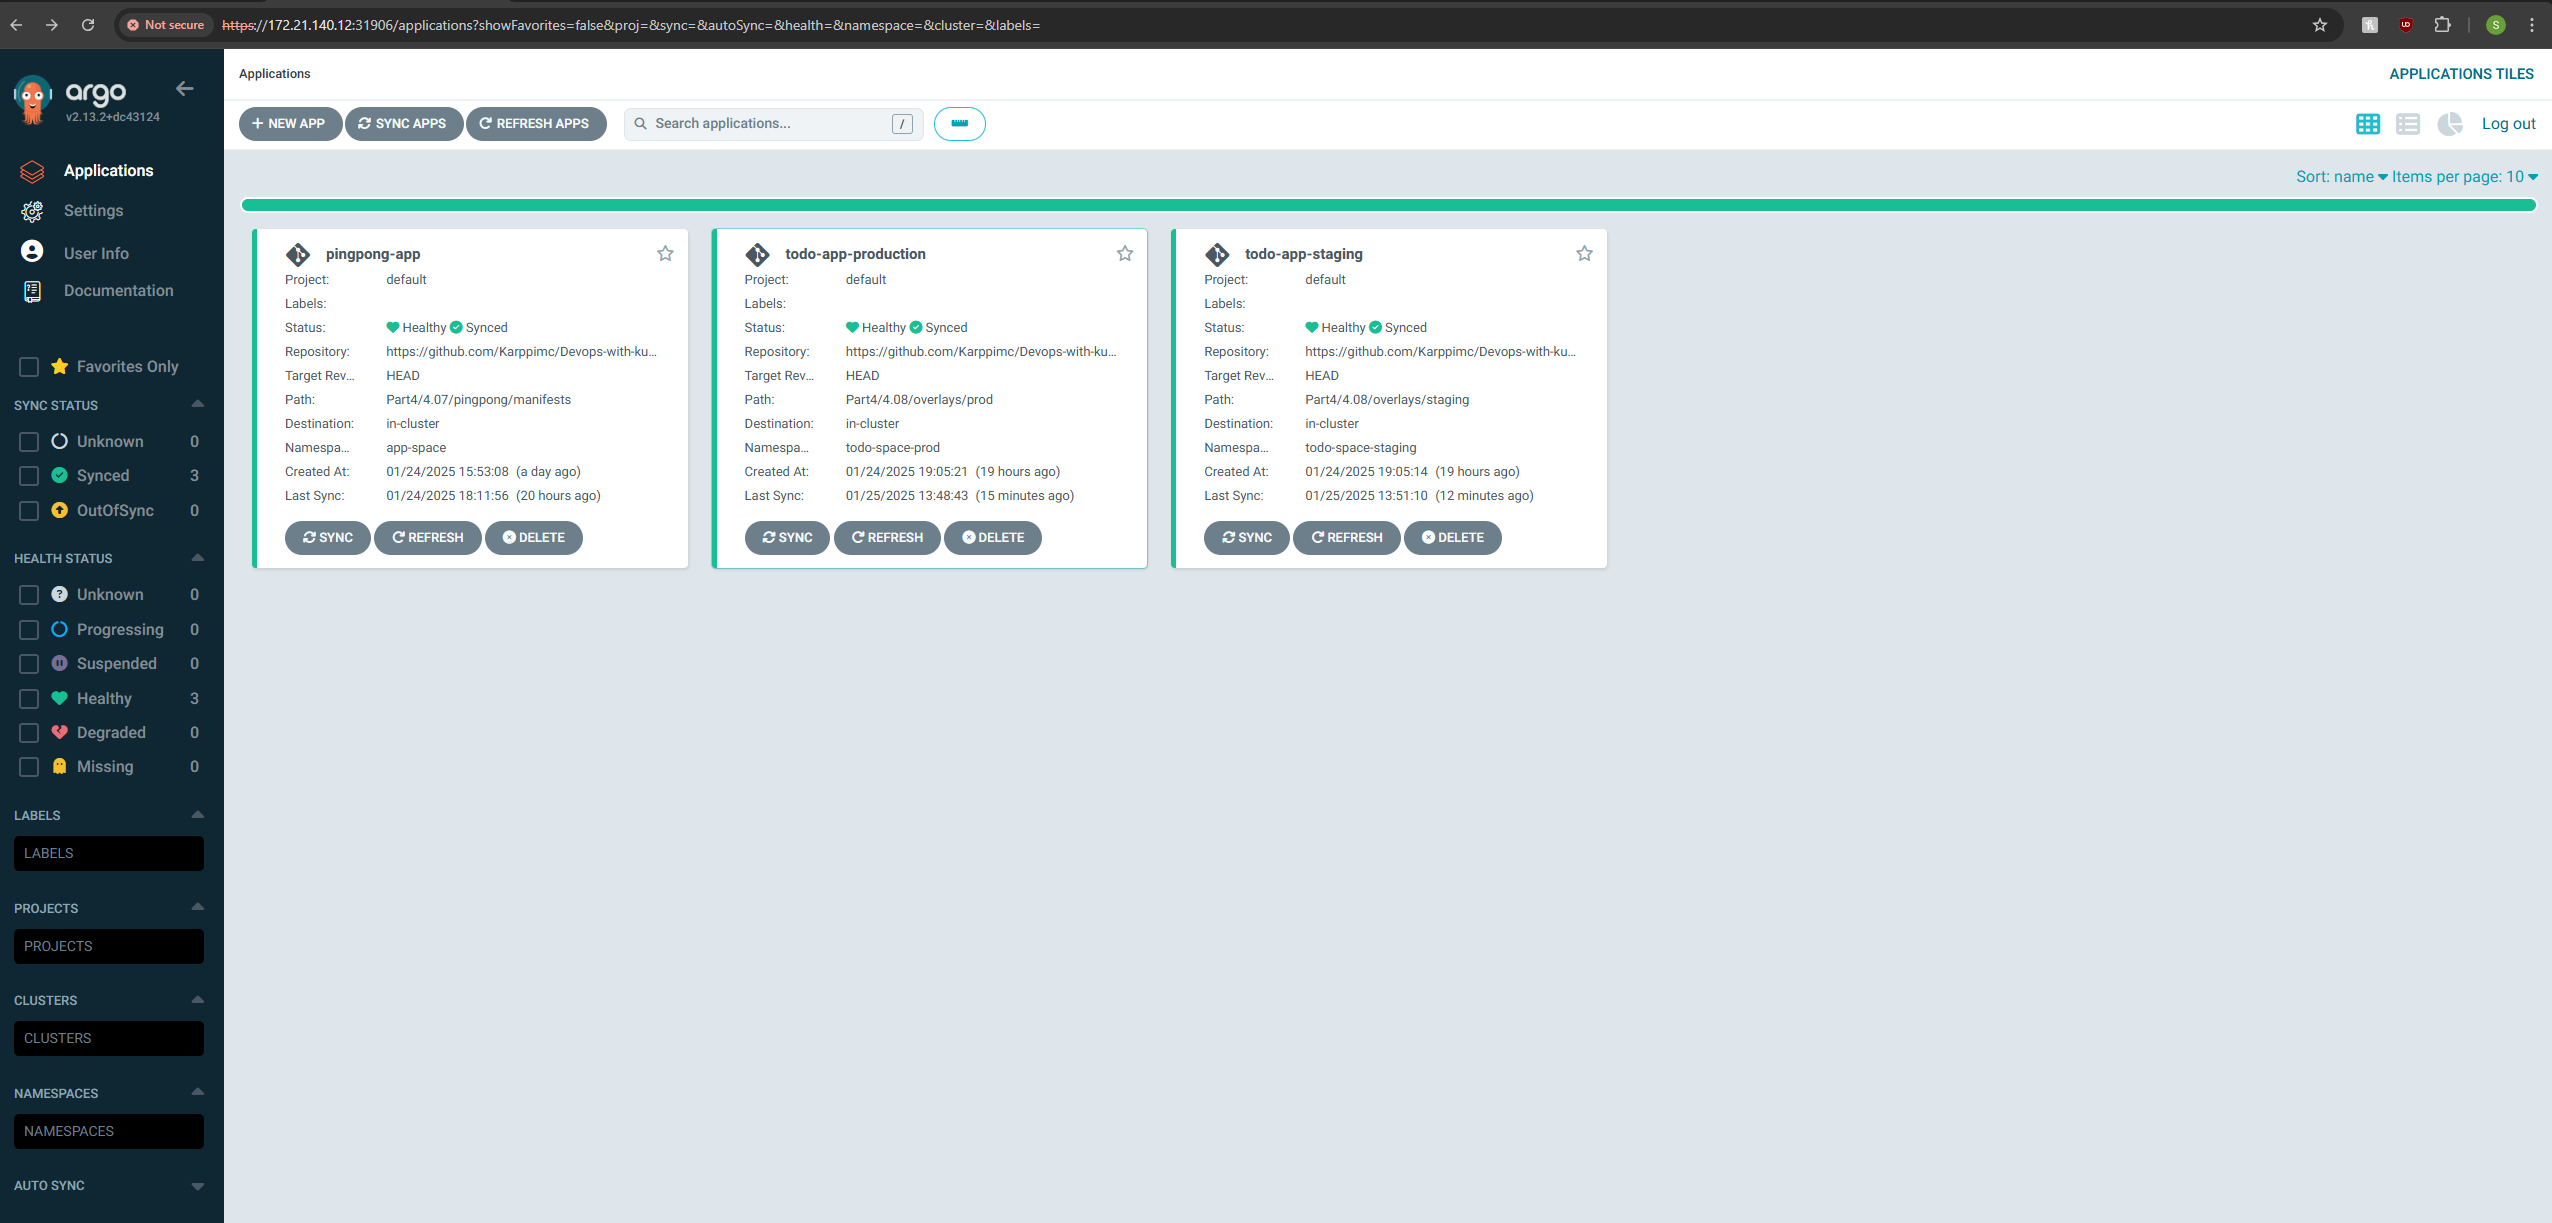 Not secure https://172.21.140.12:31906/applications?showFavorites=false&proj=&sync=&autoSync=&health=&namespace=&cluster=&labels= S
argo
v2.13.2+dc43124
Applications
Settings
User Info
Documentation
Favorites Only
SYNC STATUS
Unknown 0
Synced 3
OutOfSync 0
HEALTH STATUS
Unknown 0
Progressing 0
Suspended 0
Healthy 3
Degraded 0
Missing 0
LABELS
LABELS
PROJECTS
PROJECTS
CLUSTERS
CLUSTERS
NAMESPACES
NAMESPACES
AUTO SYNC
Applications APPLICATIONS TILES
NEW APP SYNC APPS REFRESH APPS Search applications... / Log out
Sort: name Items per page: 10
pingpong-app
Project: default
Labels:
Status: Healthy Synced
Repository: https://github.com/Karppimc/Devops-with-ku...
Target Rev... HEAD
Path: Part4/4.07/pingpong/manifests
Destination: in-cluster
Namespa... app-space
Created At: 01/24/2025 15:53:08 (a day ago)
Last Sync: 01/24/2025 18:11:56 (20 hours ago)
SYNC REFRESH DELETE
todo-app-production
Project: default
Labels:
Status: Healthy Synced
Repository: https://github.com/Karppimc/Devops-with-ku...
Target Rev... HEAD
Path: Part4/4.08/overlays/prod
Destination: in-cluster
Namespa... todo-space-prod
Created At: 01/24/2025 19:05:21 (19 hours ago)
Last Sync: 01/25/2025 13:48:43 (15 minutes ago)
SYNC REFRESH DELETE
todo-app-staging
Project: default
Labels:
Status: Healthy Synced
Repository: https://github.com/Karppimc/Devops-with-ku...
Target Rev... HEAD
Path: Part4/4.08/overlays/staging
Destination: in-cluster
Namespa... todo-space-staging
Created At: 01/24/2025 19:05:14 (19 hours ago)
Last Sync: 01/25/2025 13:51:10 (12 minutes ago)
SYNC REFRESH DELETE